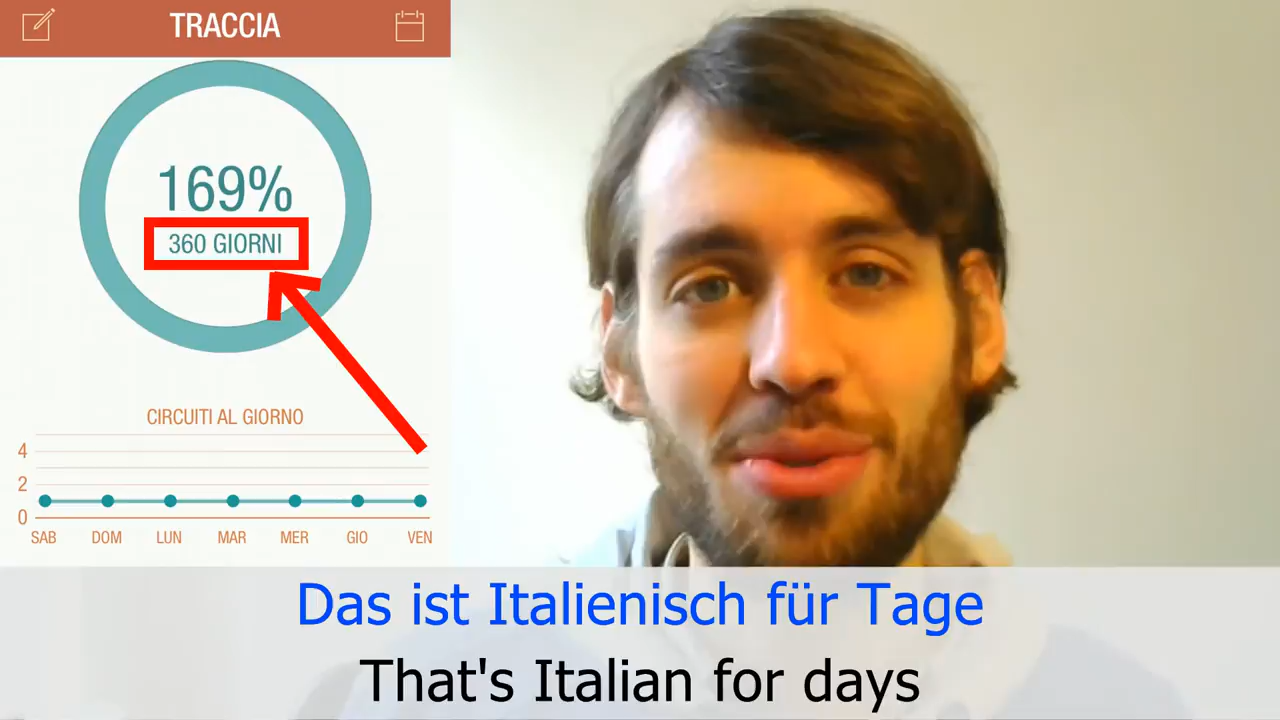 TRACCIA
169%
360 GIORNI
CIRCUITI AL GIORNO
4
2
0
SAB DOM LUN MAR MER GIO VEN
Das ist Italienisch für Tage
That's Italian for days